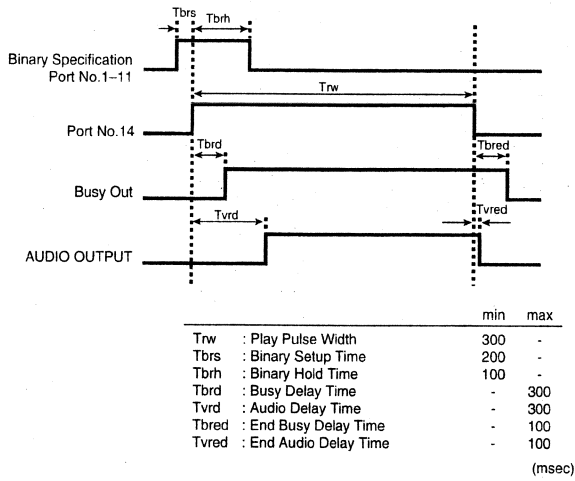 Tbrs
Tbrh
Binary Specification
Port No.1–11
Trw
Port No.14
Tbrd
Tbred
Busy Out
Tvrd
Tvred
AUDIO OUTPUT
min max
Trw : Play Pulse Width 300 -
Tbrs : Binary Setup Time 200 -
Tbrh : Binary Hold Time 100 -
Tbrd : Busy Delay Time - 300
Tvrd : Audio Delay Time - 300
Tbred : End Busy Delay Time - 100
Tvred : End Audio Delay Time - 100
(msec)